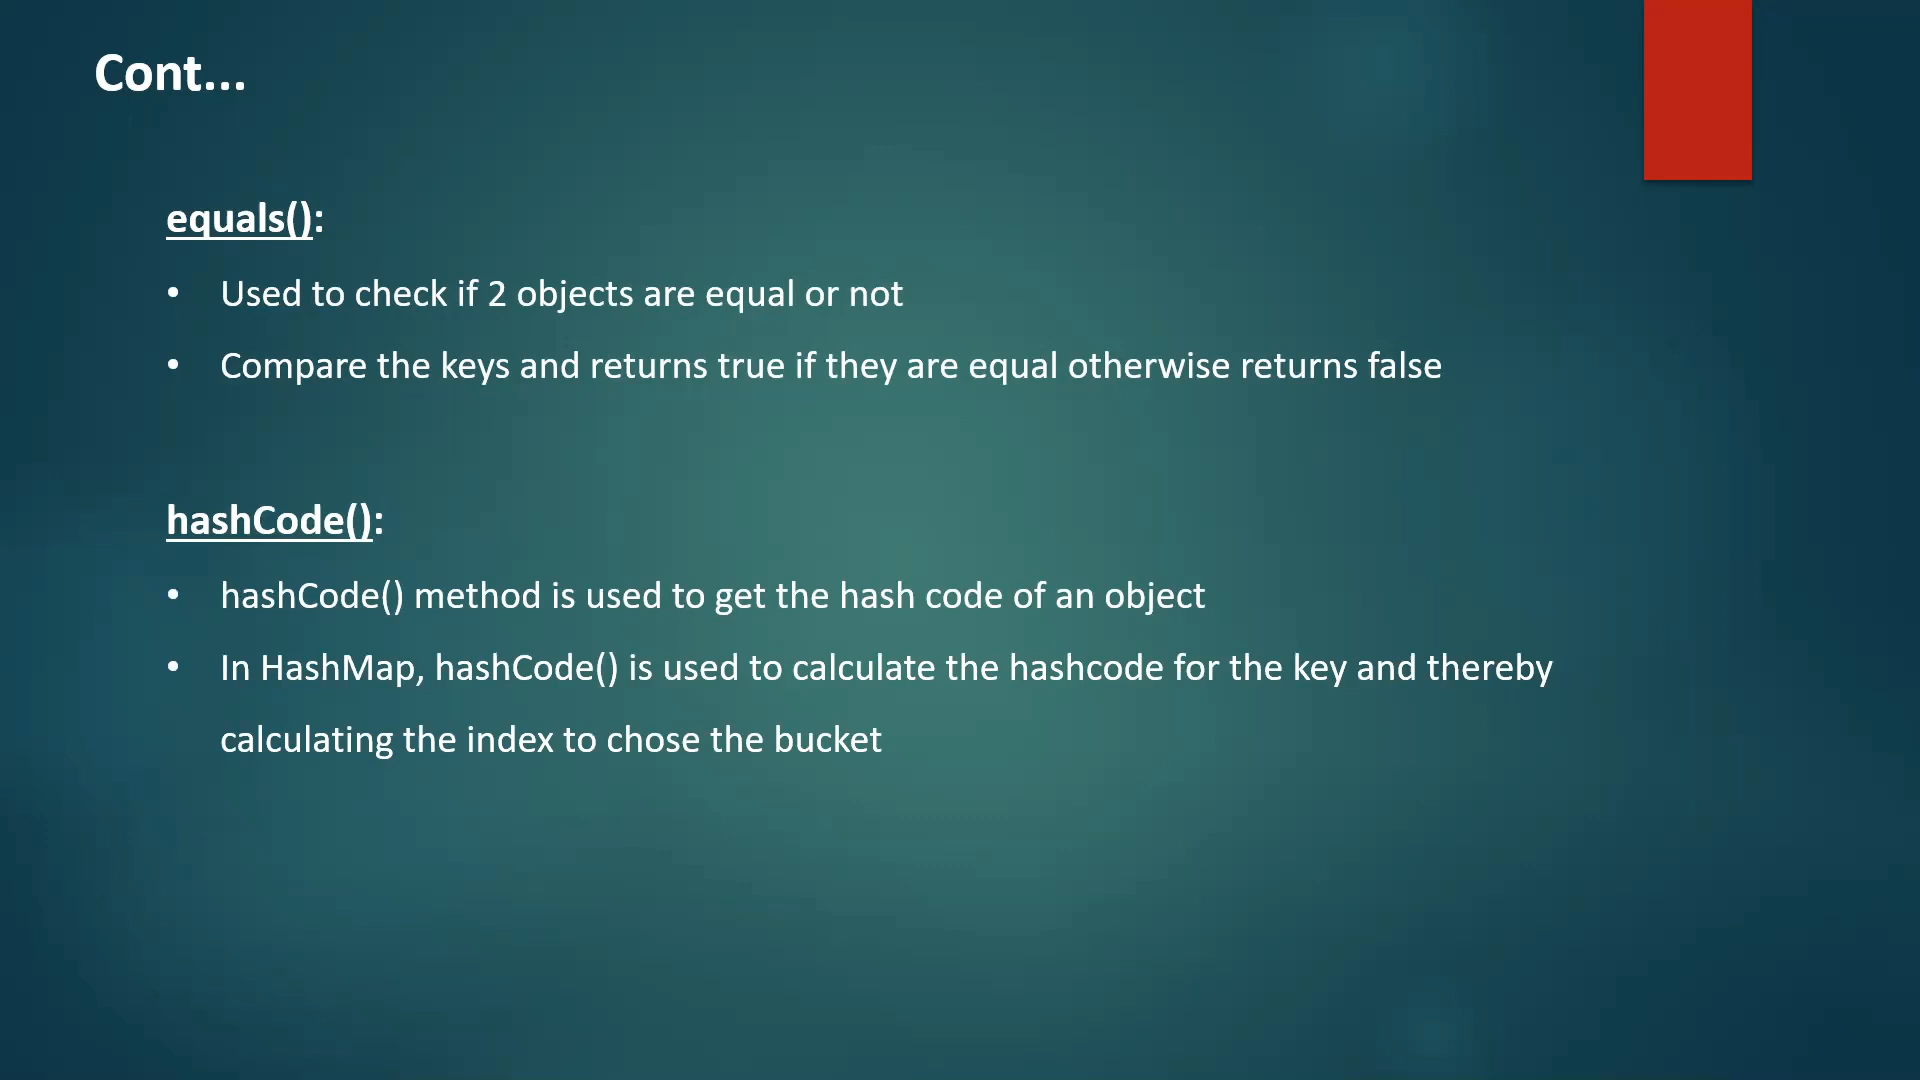 Cont...
equals():
• Used to check if 2 objects are equal or not
• Compare the keys and returns true if they are equal otherwise returns false
hashCode():
• hashCode() method is used to get the hash code of an object
• In HashMap, hashCode() is used to calculate the hashcode for the key and thereby
calculating the index to chose the bucket